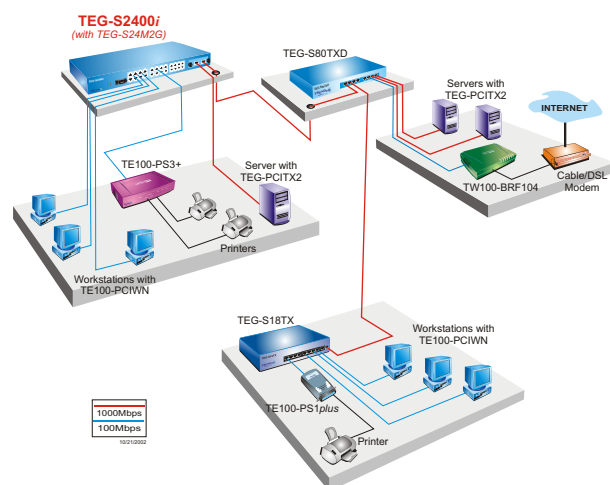 TEG-S2400i
(with TEG-S24M2G)
TEG-S80TXD
Servers with
TEG-PCITX2
INTERNET
TE100-PS3+
Server with
TEG-PCITX2
Cable/DSL
Modem
TW100-BRF104
Printers
Workstations with
TE100-PCIWN
TEG-S18TX
Workstations with
TE100-PCIWN
TE100-PS1plus
Printer
1000Mbps
100Mbps
10/21/2002